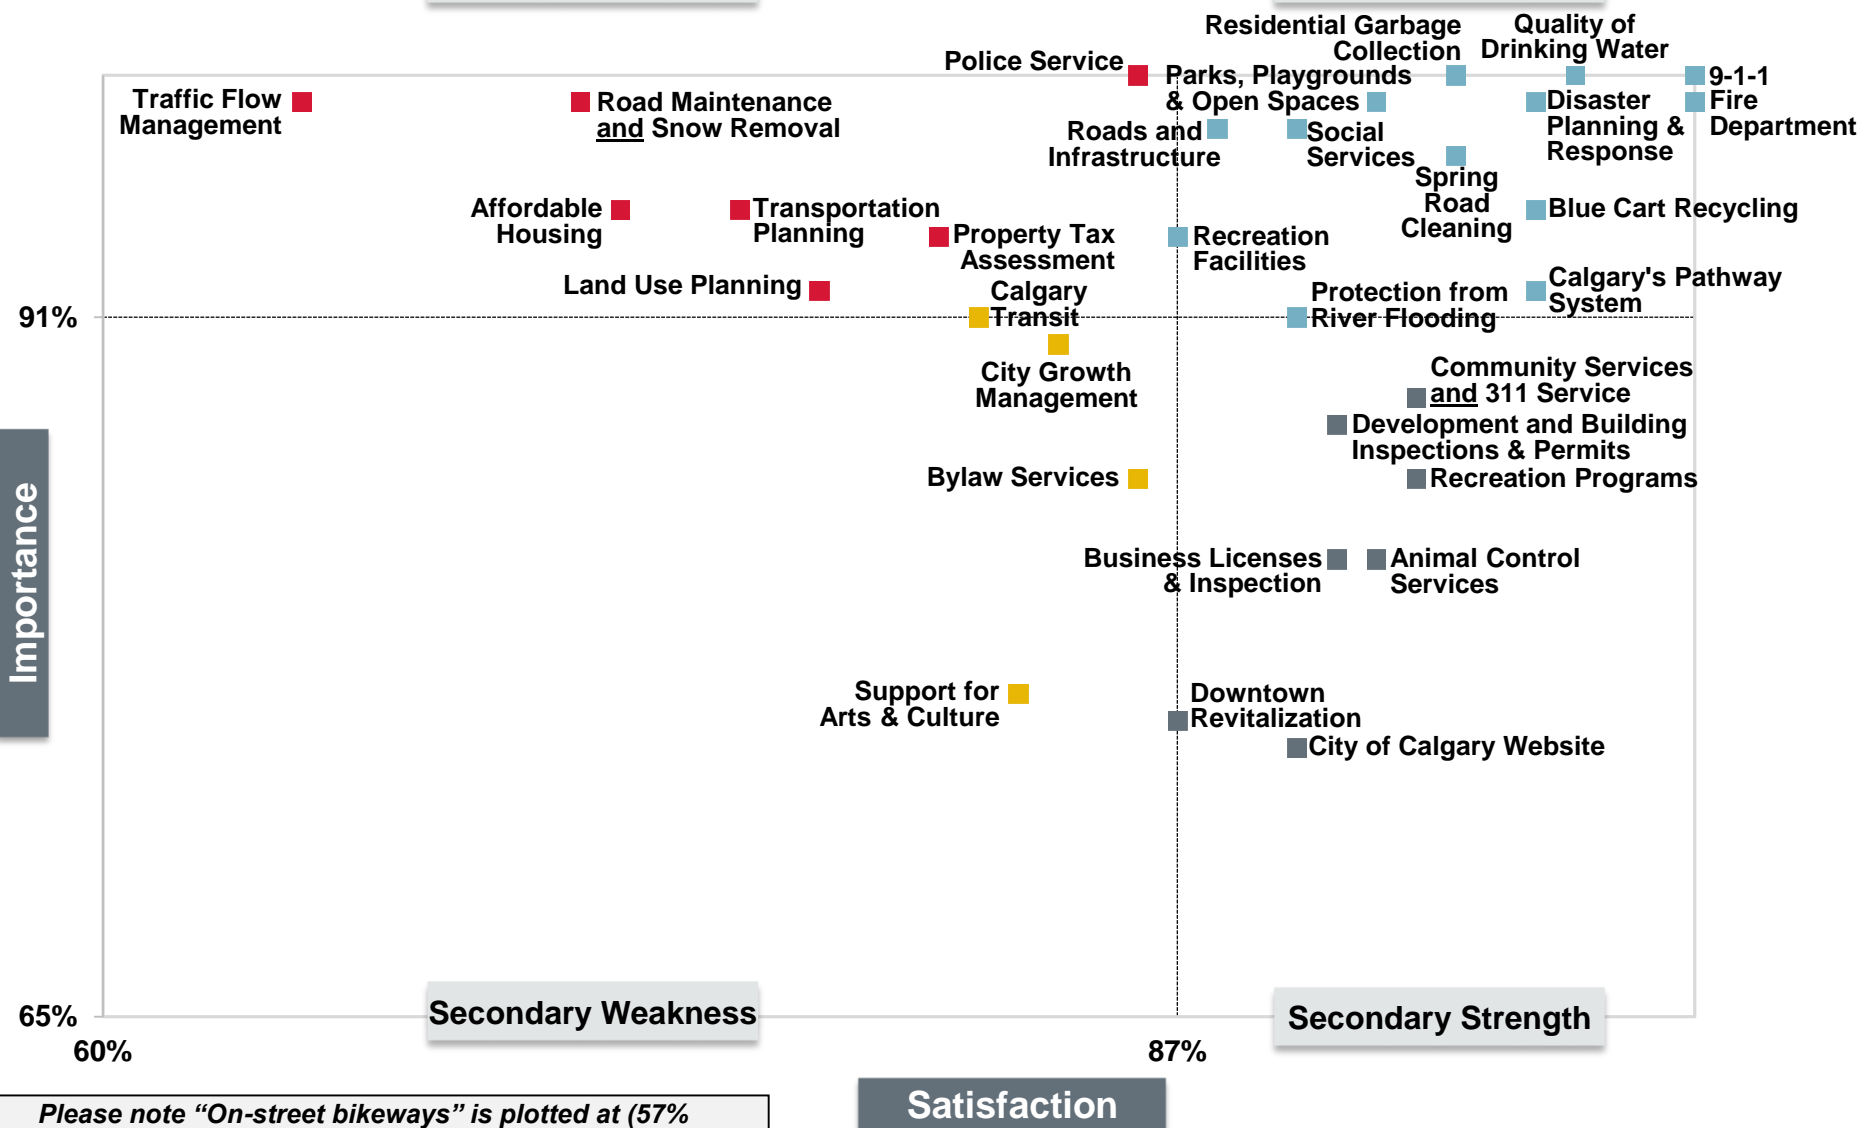 Residential Garbage
Collection
Quality of
Drinking Water
Police Service
Parks, Playgrounds
& Open Spaces
9-1-1
Fire
Department
Traffic Flow
Management
Road Maintenance
and Snow Removal
Roads and
Infrastructure
Social
Services
Disaster
Planning &
Response
Spring
Road
Cleaning
Affordable
Housing
Transportation
Planning
Blue Cart Recycling
Property Tax
Assessment
Recreation
Facilities
Land Use Planning
Calgary
Transit
Protection from
River Flooding
Calgary's Pathway
System
91%
City Growth
Management
Community Services
and 311 Service
Development and Building
Inspections & Permits
Bylaw Services
Recreation Programs
Importance
Business Licenses
& Inspection
Animal Control
Services
Support for
Arts & Culture
Downtown
Revitalization
City of Calgary Website
Secondary Weakness
Secondary Strength
65%
60%
87%
Satisfaction
Please note “On-street bikeways” is plotted at (57%